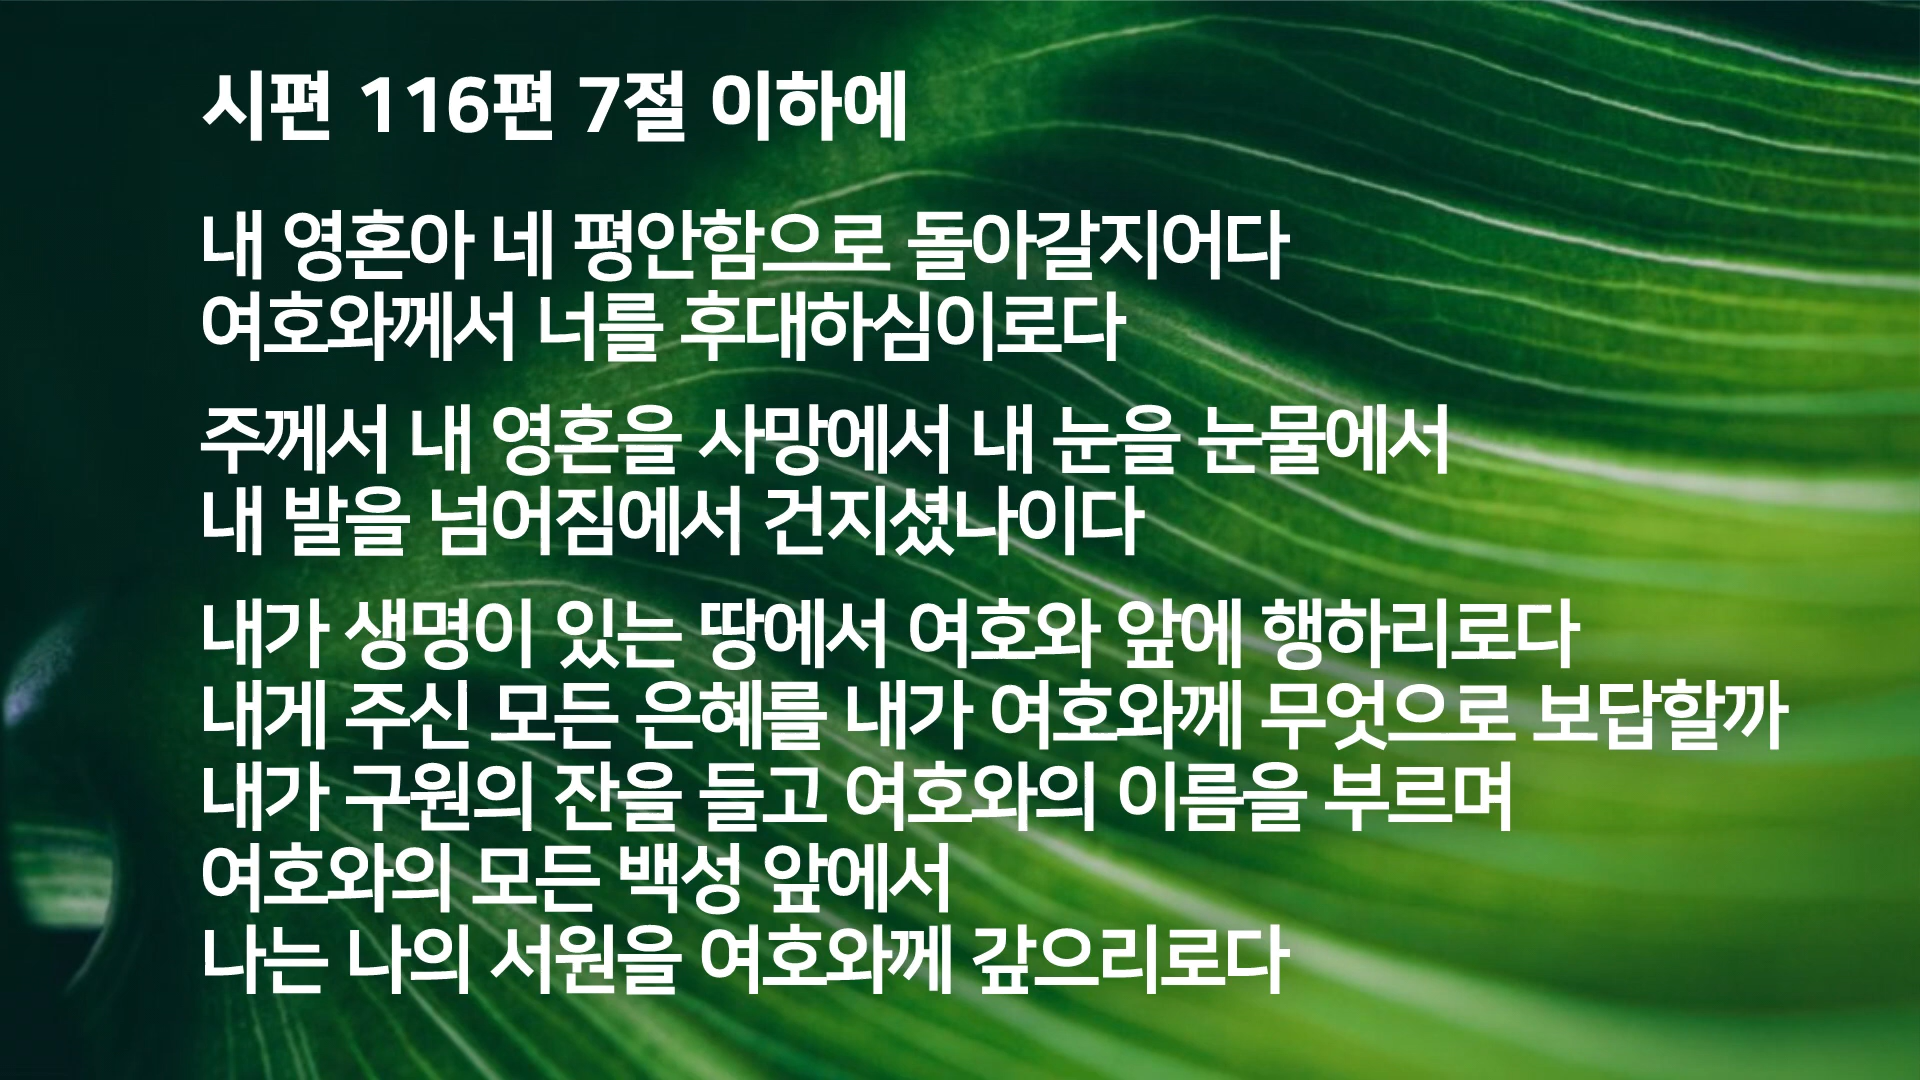 시편 116편 7절 이하에
내 영혼아 네 평안함으로 돌아갈지어다
여호와께서 너를 후대하심이로다
주께서 내 영혼을 사망에서 내 눈을 눈물에서
내 발을 넘어짐에서 건지셨나이다
내가 생명이 있는 땅에서 여호와 앞에 행하리로다
내게 주신 모든 은혜를 내가 여호와께 무엇으로 보답할까
내가 구원의 잔을 들고 여호와의 이름을 부르며
여호와의 모든 백성 앞에서
나는 나의 서원을 여호와께 갚으리로다